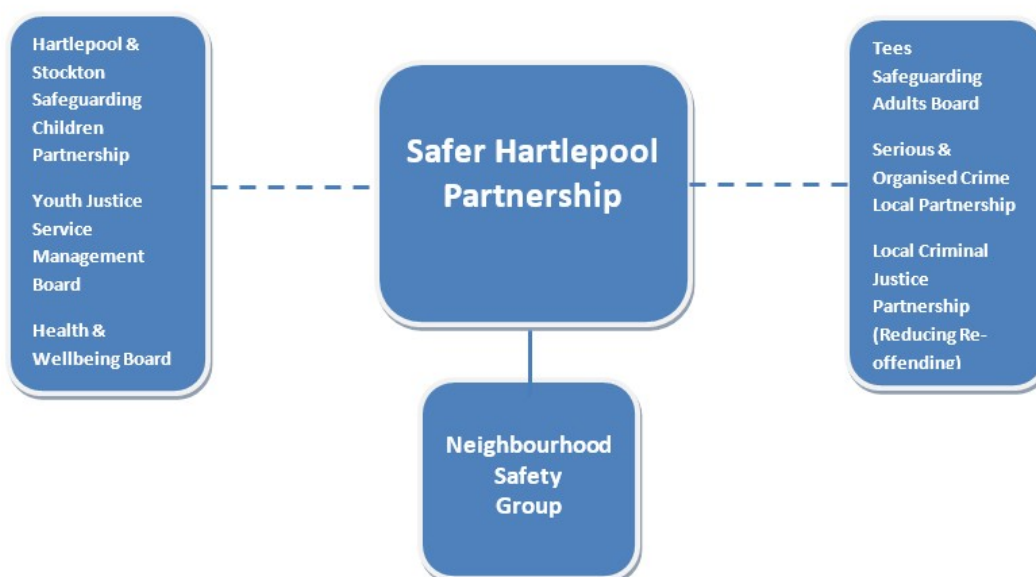 Hartlepool &
Stockton
Safeguarding
Children
Partnership
Youth Justice
Service
Management
Board
Health &
Wellbeing Board
Safer Hartlepool
Partnership
Tees
Safeguarding
Adults Board
Serious &
Organised Crime
Local Partnership
Local Criminal
Justice
Partnership
(Reducing Re-
offending)
Neighbourhood
Safety
Group